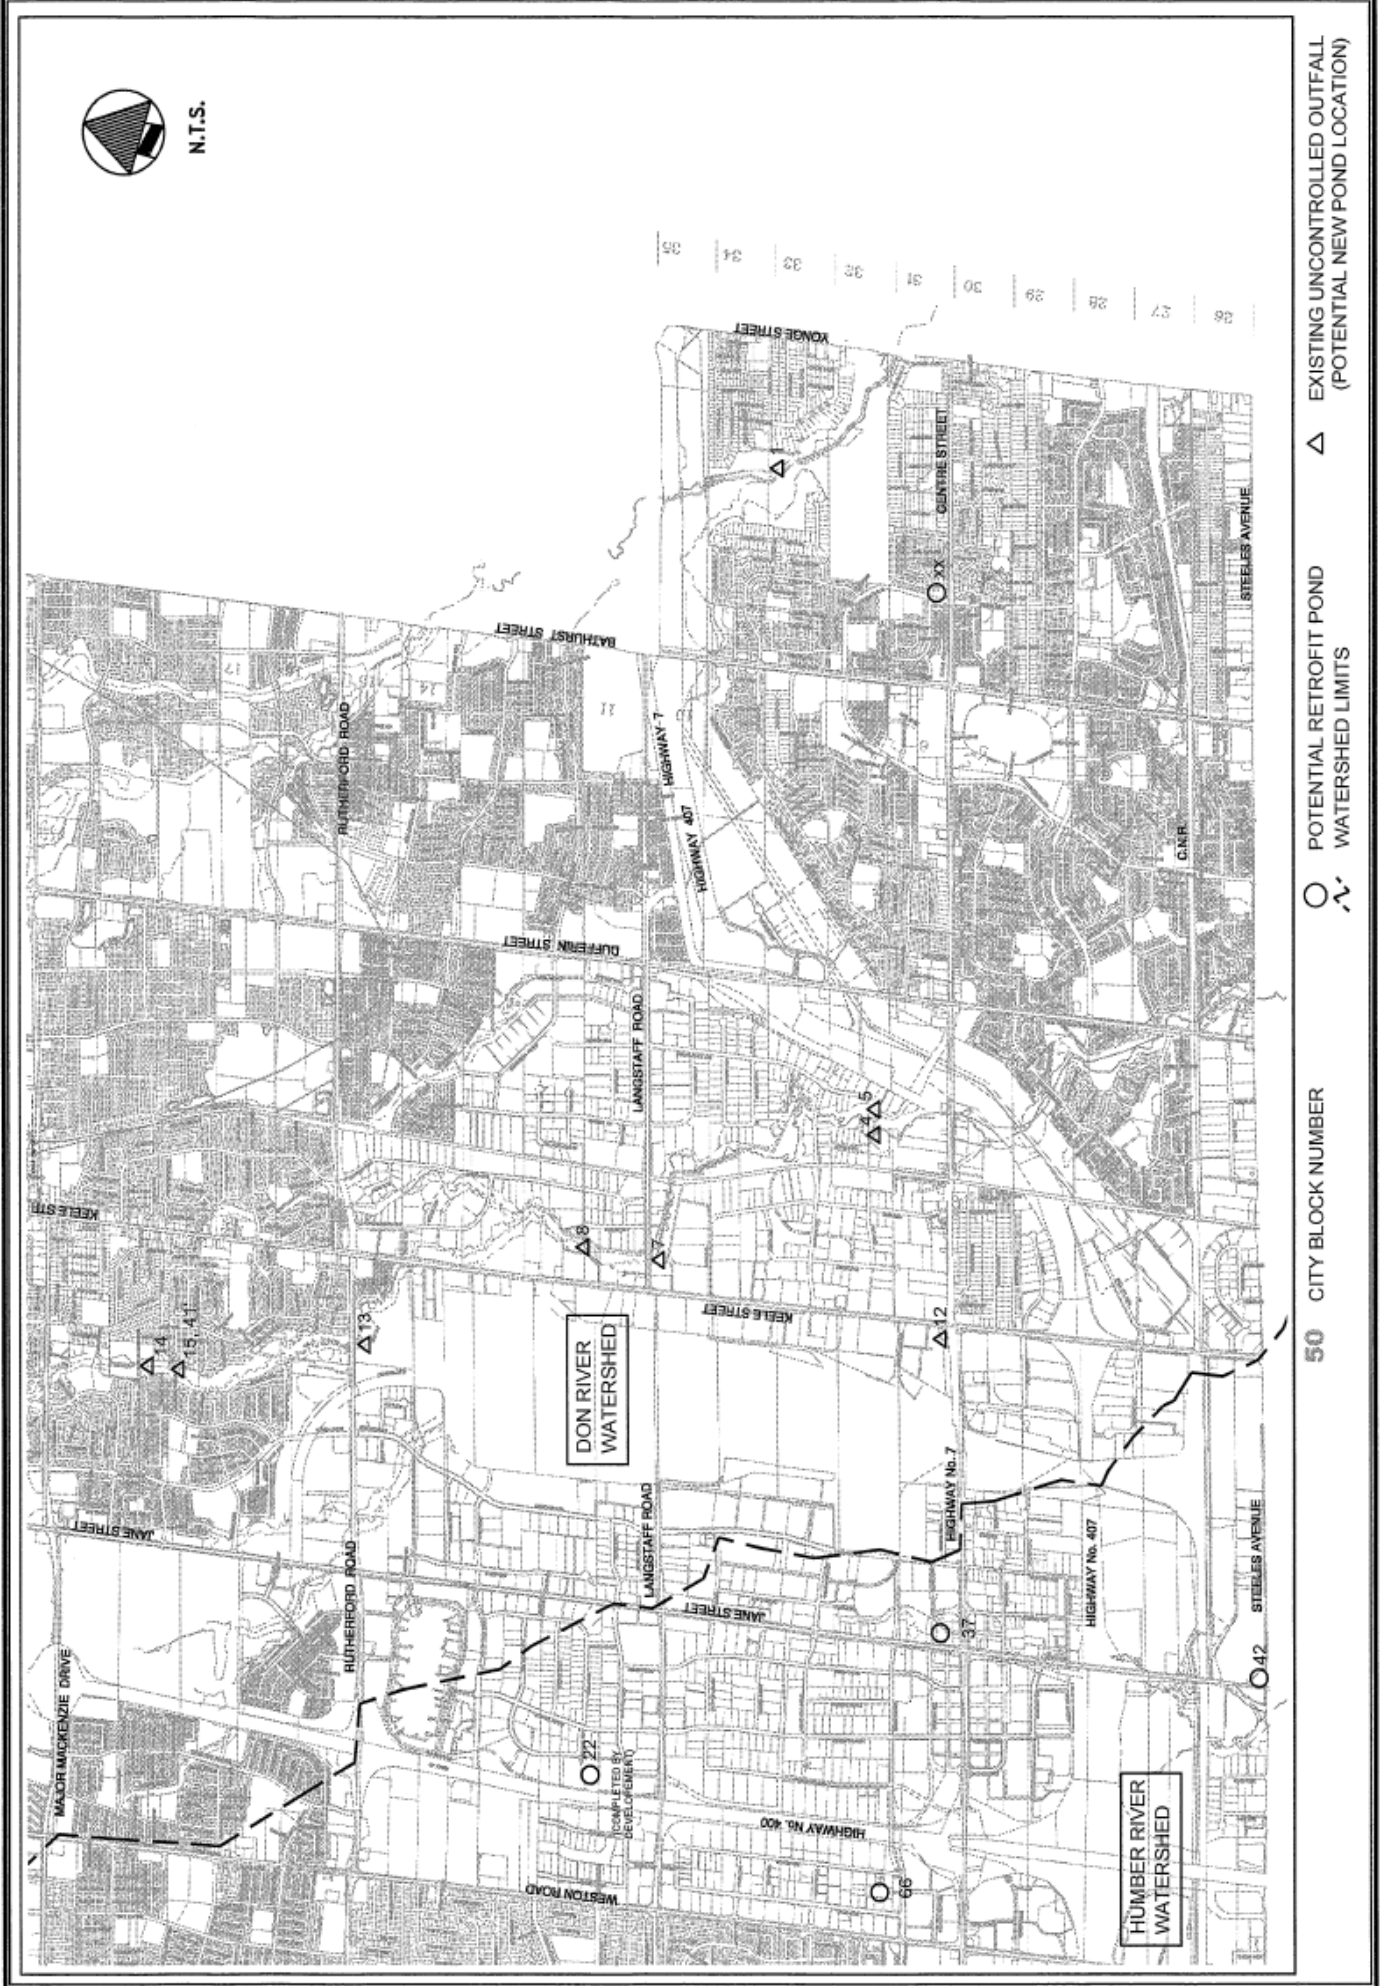 N.T.S.
35
34
33
32
31
30
29
28
27
26
YONGE STREET
1
CENTRE STREET
XX
STEELES AVENUE
BATHURST STREET
17
14
11
10
RUTHERFORD ROAD
HIGHWAY 7
HIGHWAY 407
C.N.R.
DUFFERIN STREET
LANGSTAFF ROAD
4
5
KEELE STR
8
7
14
15, 41
13
KEELE STREET
12
DON RIVER
WATERSHED
JANE STREET
RUTHERFORD ROAD
LANGSTAFF ROAD
HIGHWAY No. 7
HIGHWAY No. 407
STEELES AVENUE
JANE STREET
37
42
MAJOR MACKENZIE DRIVE
22
(COMPLETED BY
DEVELOPEMENT)
HIGHWAY No. 400
WESTON ROAD
66
HUMBER RIVER
WATERSHED
50 CITY BLOCK NUMBER
POTENTIAL RETROFIT POND
WATERSHED LIMITS
EXISTING UNCONTROLLED OUTFALL
(POTENTIAL NEW POND LOCATION)